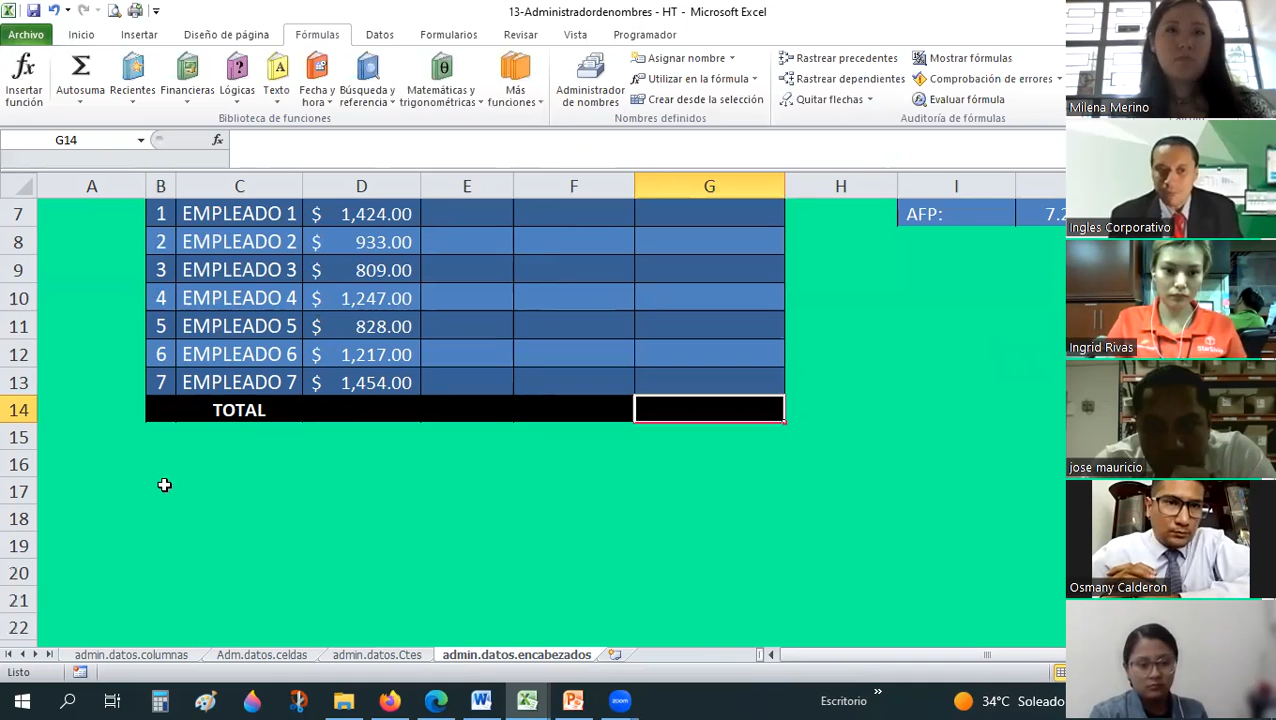 13-Administradordenombres - HT - Microsoft Excel
Archivo Inicio Insertar Diseño de página Fórmulas Datos Formularios Revisar Vista Programador
Insertar función
Autosuma
Recientes
Financieras
Lógicas
Texto
Fecha y hora
Matemáticas y trigonométricas
Más funciones
Biblioteca de funciones
Administrador de nombres
Asignar nombre
Utilizar en la fórmula
Crear desde la selección
Nombres definidos
Rastrear precedentes
Rastrear dependientes
Quitar flechas
Mostrar fórmulas
Comprobación de errores
Evaluar fórmula
Auditoría de fórmulas
G14 fx
A B C D E F G H I
7 1 EMPLEADO 1 $ 1,424.00 AFP:
8 2 EMPLEADO 2 $ 933.00
9 3 EMPLEADO 3 $ 809.00
10 4 EMPLEADO 4 $ 1,247.00
11 5 EMPLEADO 5 $ 828.00
12 6 EMPLEADO 6 $ 1,217.00
13 7 EMPLEADO 7 $ 1,454.00
14 TOTAL
15
16
17
18
19
20
21
22
admin.datos.columnas Adm.datos.celdas admin.datos.Ctes admin.datos.encabezados
Listo
Escritorio » 34°C Soleado
zoom
Milena Merino
Ingles Corporativo
Ingrid Rivas
StarShip
jose mauricio
Osmany Calderon